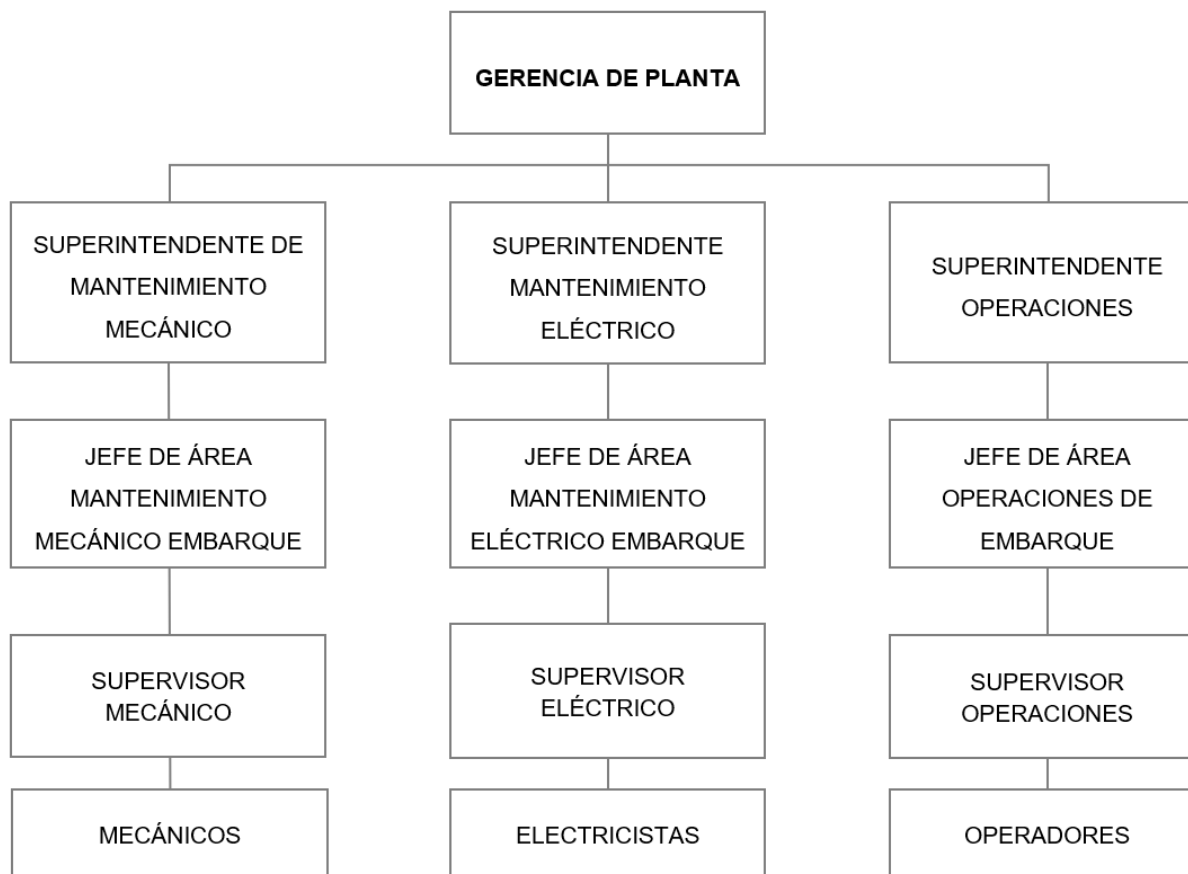 GERENCIA DE PLANTA
SUPERINTENDENTE DE
MANTENIMIENTO
MECÁNICO
SUPERINTENDENTE
MANTENIMIENTO
ELÉCTRICO
SUPERINTENDENTE
OPERACIONES
JEFE DE ÁREA
MANTENIMIENTO
MECÁNICO EMBARQUE
JEFE DE ÁREA
MANTENIMIENTO
ELÉCTRICO EMBARQUE
JEFE DE ÁREA
OPERACIONES DE
EMBARQUE
SUPERVISOR
MECÁNICO
SUPERVISOR
ELÉCTRICO
SUPERVISOR
OPERACIONES
MECÁNICOS
ELECTRICISTAS
OPERADORES